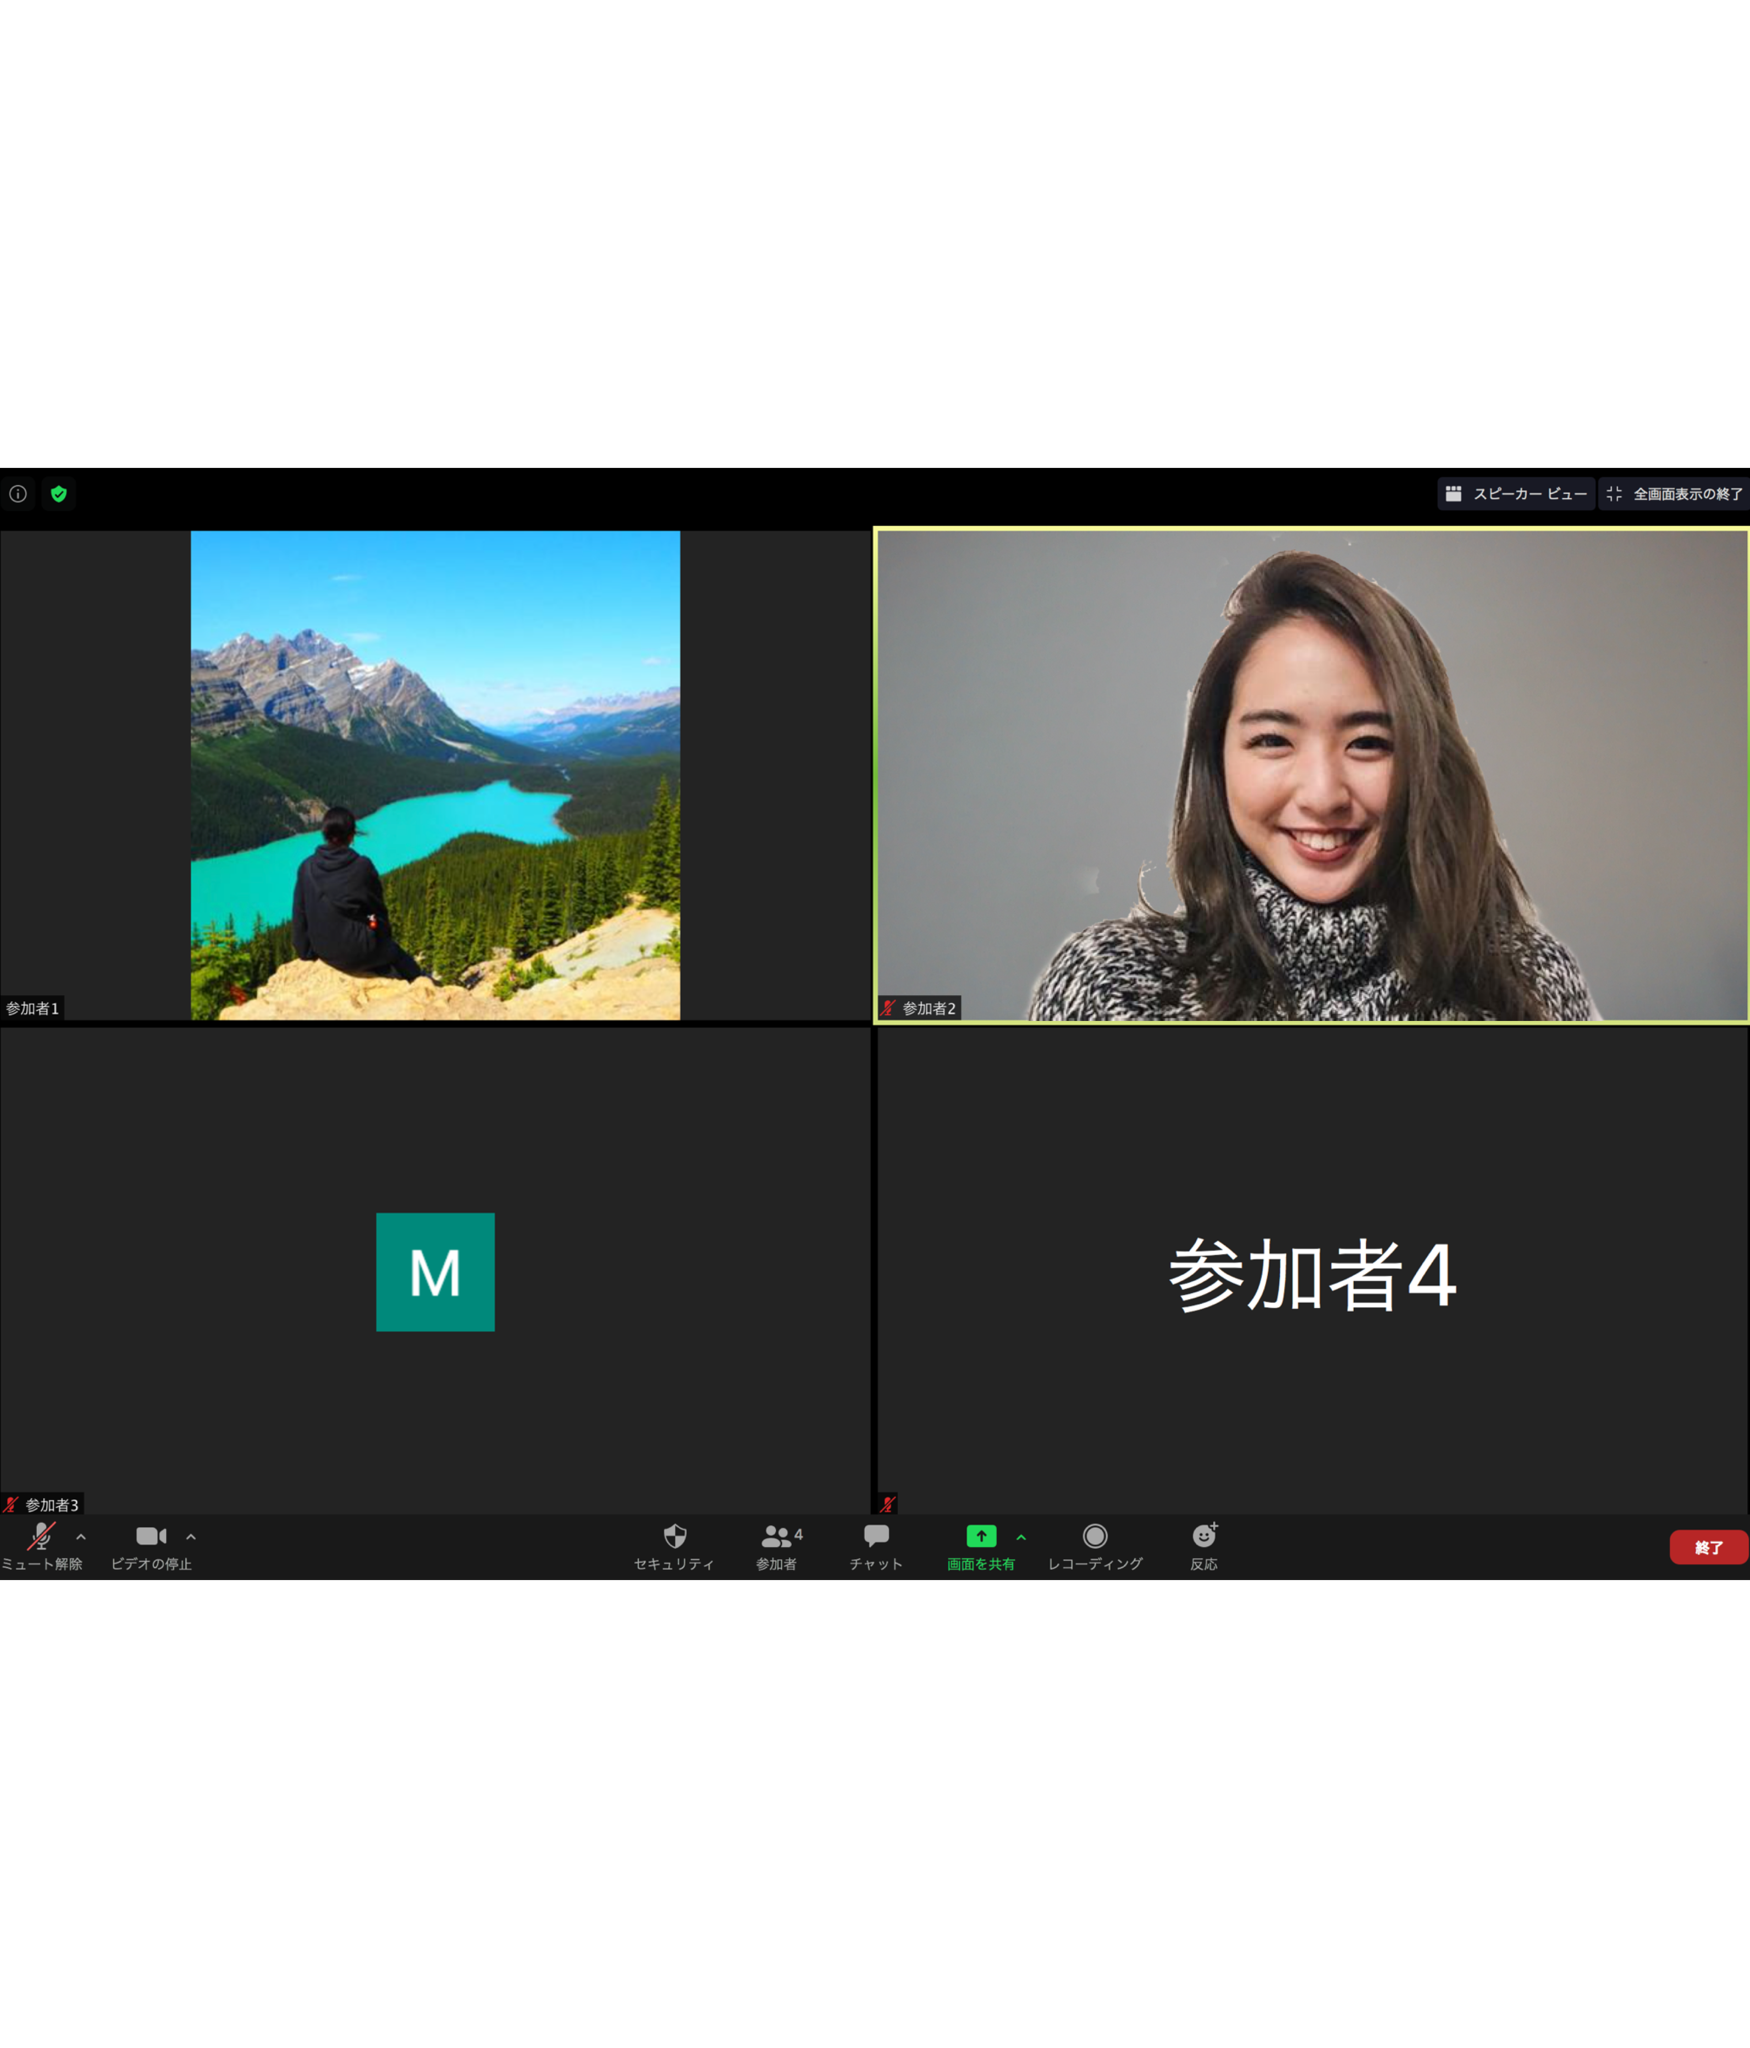 スピーカー ビュー
全画面表示の終了
参加者1
参加者2
M
参加者4
参加者3
ミュート解除
ビデオの停止
セキュリティ
4
参加者
チャット
画面を共有
レコーディング
反応
終了